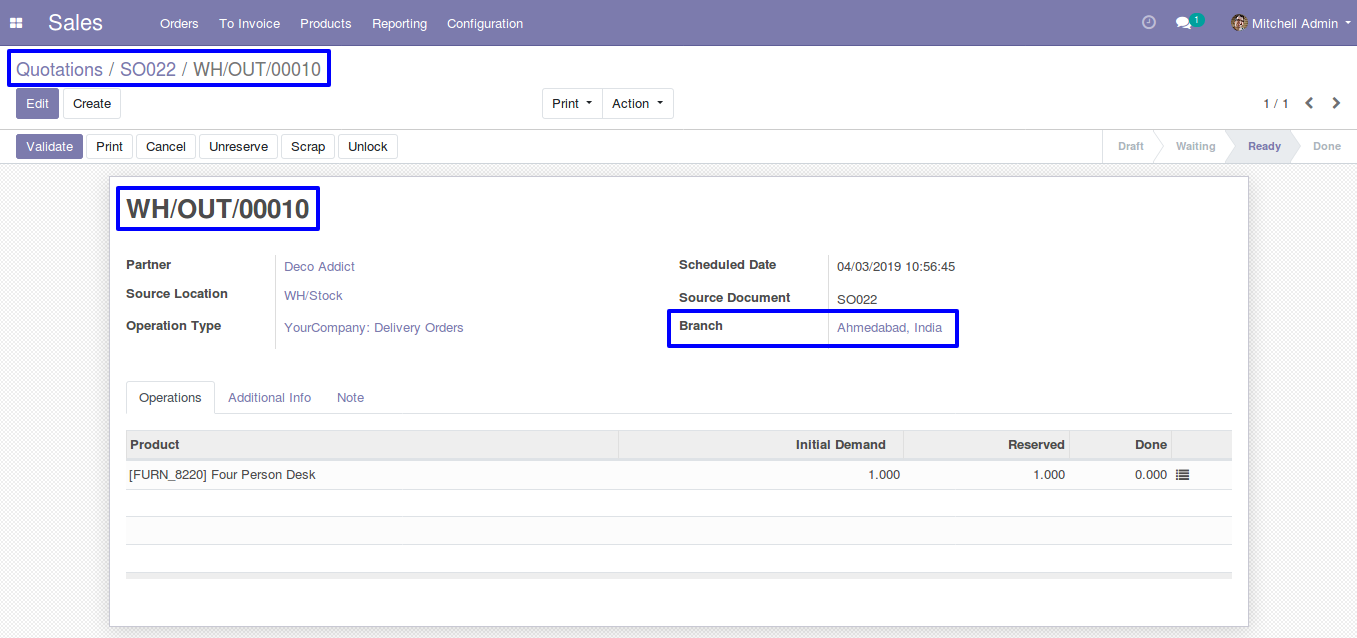 Sales Orders To Invoice Products Reporting Configuration 1 Mitchell Admin
Quotations / SO022 / WH/OUT/00010
Edit Create Print Action 1 / 1
Validate Print Cancel Unreserve Scrap Unlock Draft Waiting Ready Done
WH/OUT/00010
Partner Deco Addict Scheduled Date 04/03/2019 10:56:45
Source Location WH/Stock Source Document SO022
Operation Type YourCompany: Delivery Orders Branch Ahmedabad, India
Operations Additional Info Note
Product Initial Demand Reserved Done
[FURN_8220] Four Person Desk 1.000 1.000 0.000